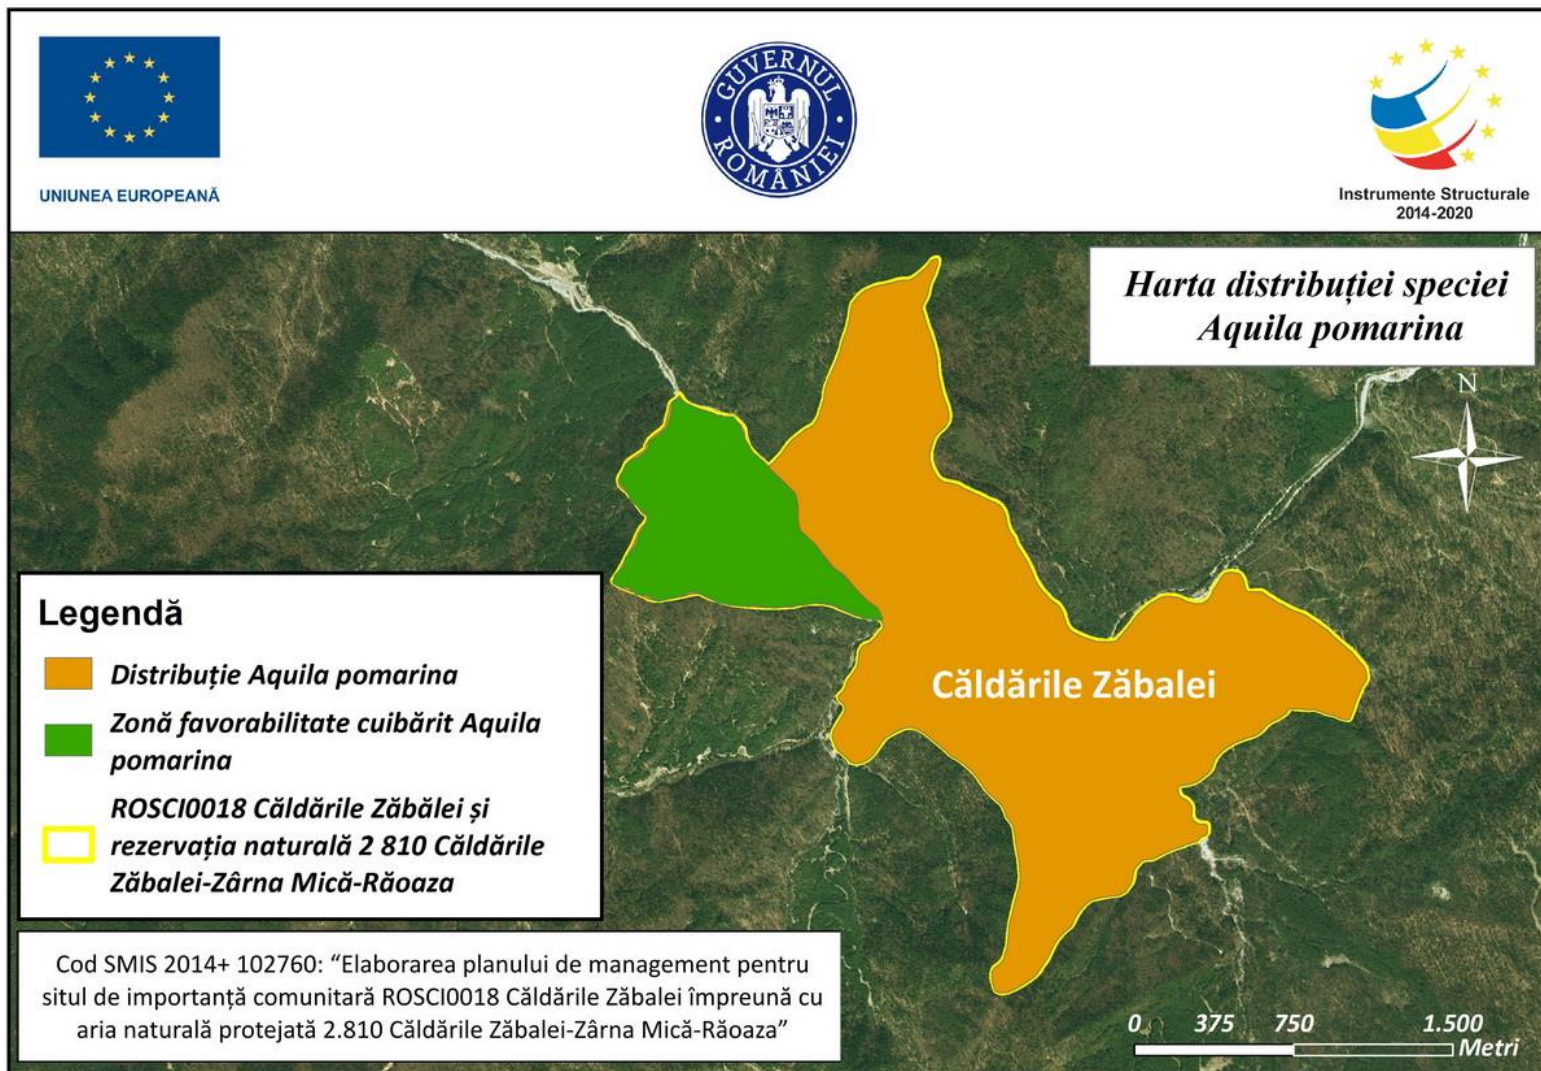 UNIUNEA EUROPEANĂ
GUVERNUL ROMÂNIEI
Instrumente Structurale
2014-2020
Harta distribuției speciei
Aquila pomarina
N
Căldările Zăbalei
Legendă
Distribuție Aquila pomarina
Zonă favorabilitate cuibărit Aquila
pomarina
ROSCI0018 Căldările Zăbălei și
rezervația naturală 2 810 Căldările
Zăbalei-Zârna Mică-Răoaza
Cod SMIS 2014+ 102760: “Elaborarea planului de management pentru
situl de importanță comunitară ROSCI0018 Căldările Zăbalei împreună cu
aria naturală protejată 2.810 Căldările Zăbalei-Zârna Mică-Răoaza”
0 375 750 1.500
Metri